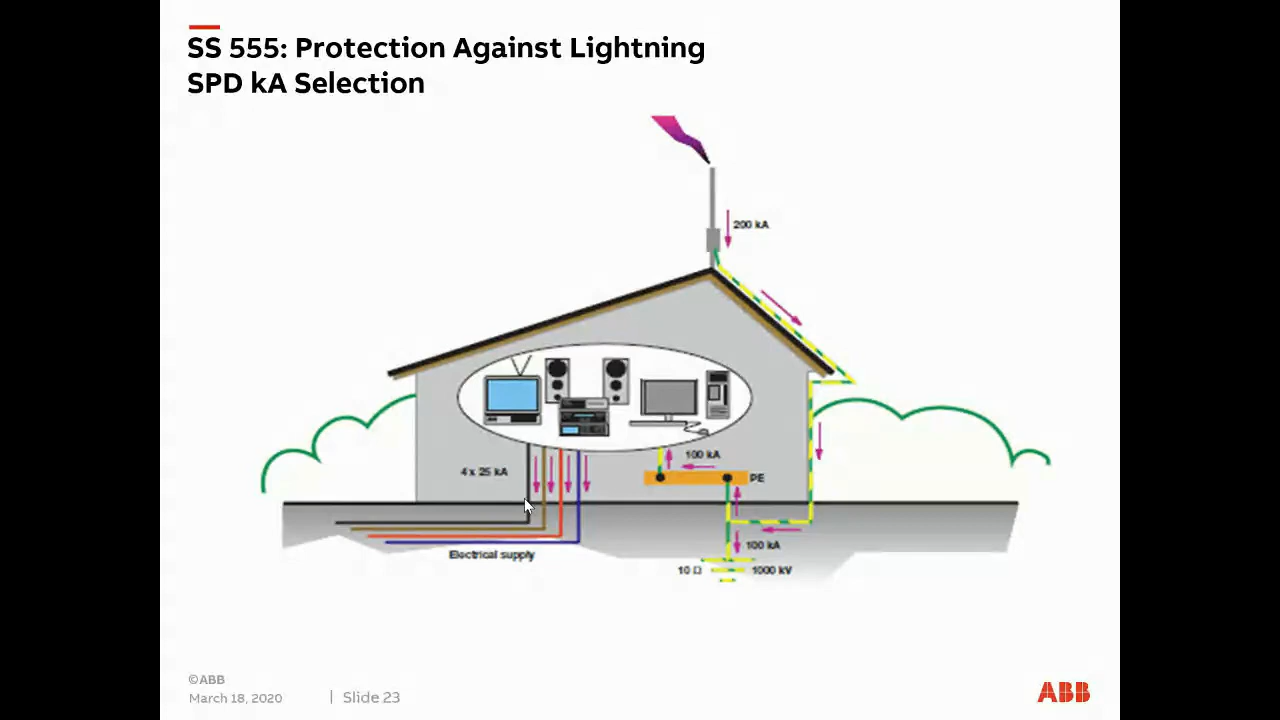 SS 555: Protection Against Lightning
SPD kA Selection
200 kA
100 kA
4 x 25 kA
PE
100 kA
Electrical supply
10 Ω
1000 kV
©ABB
March 18, 2020
Slide 23
ABB